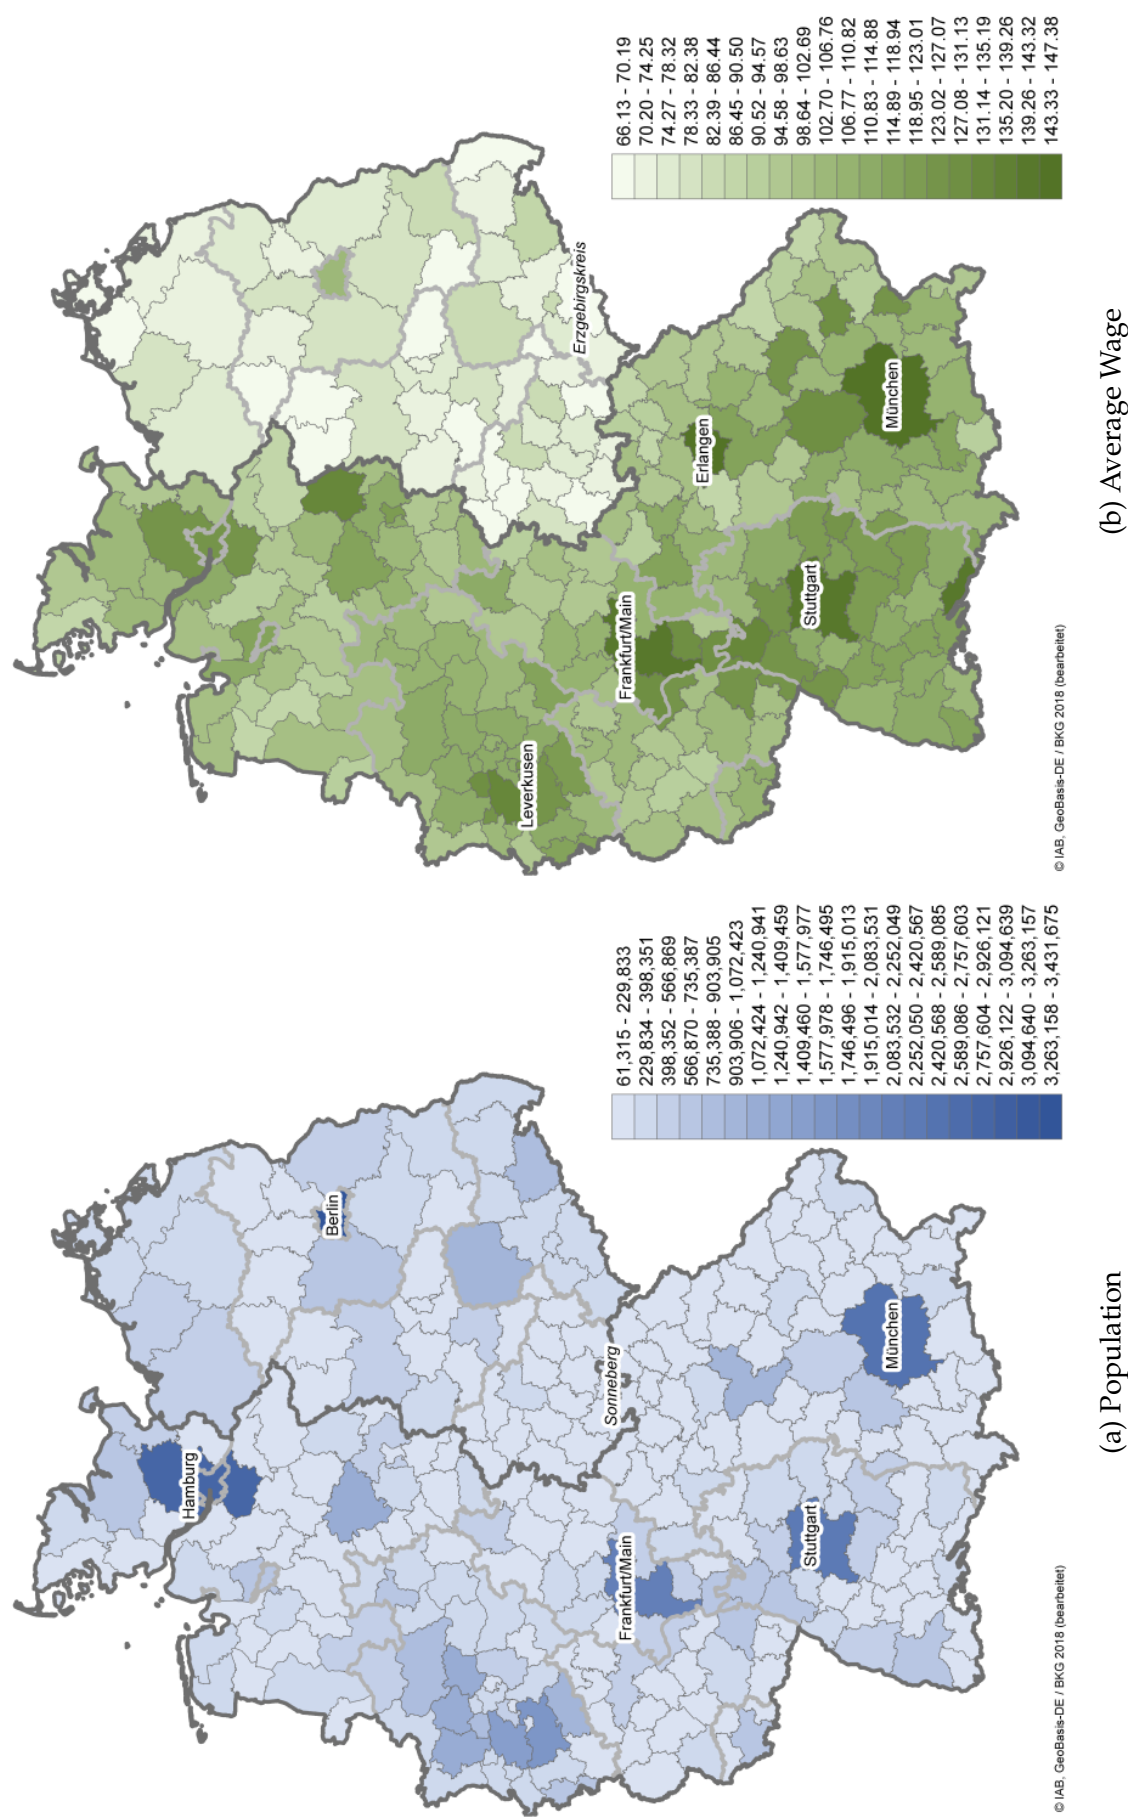 Hamburg
Berlin
Sonneberg
Frankfurt/Main
Stuttgart
München
61,315 - 229,833
229,834 - 398,351
398,352 - 566,869
566,870 - 735,387
735,388 - 903,905
903,906 - 1,072,423
1,072,424 - 1,240,941
1,240,942 - 1,409,459
1,409,460 - 1,577,977
1,577,978 - 1,746,495
1,746,496 - 1,915,013
1,915,014 - 2,083,531
2,083,532 - 2,252,049
2,252,050 - 2,420,567
2,420,568 - 2,589,085
2,589,086 - 2,757,603
2,757,604 - 2,926,121
2,926,122 - 3,094,639
3,094,640 - 3,263,157
3,263,158 - 3,431,675
© IAB, GeoBasis-DE / BKG 2018 (bearbeitet)
(a) Population
Erzgebirgskreis
Leverkusen
Frankfurt/Main
Erlangen
Stuttgart
München
66.13 - 70.19
70.20 - 74.25
74.27 - 78.32
78.33 - 82.38
82.39 - 86.44
86.45 - 90.50
90.52 - 94.57
94.58 - 98.63
98.64 - 102.69
102.70 - 106.76
106.77 - 110.82
110.83 - 114.88
114.89 - 118.94
118.95 - 123.01
123.02 - 127.07
127.08 - 131.13
131.14 - 135.19
135.20 - 139.26
139.26 - 143.32
143.33 - 147.38
© IAB, GeoBasis-DE / BKG 2018 (bearbeitet)
(b) Average Wage